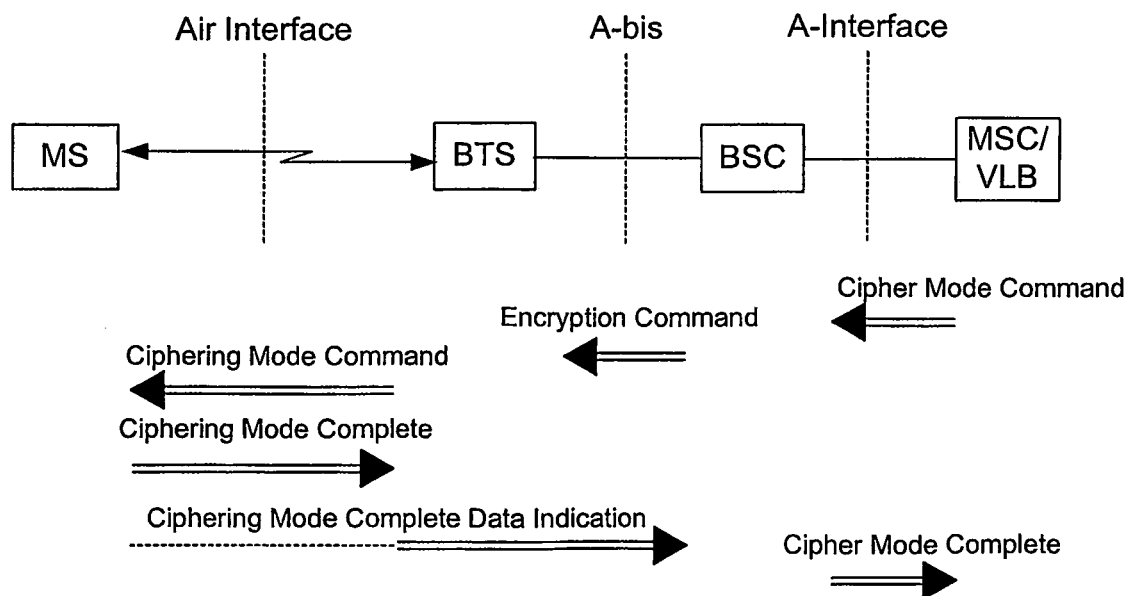 Air Interface
A-bis
A-Interface
MS
BTS
BSC
MSC/
VLB
Cipher Mode Command
Encryption Command
Ciphering Mode Command
Ciphering Mode Complete
Ciphering Mode Complete Data Indication
Cipher Mode Complete